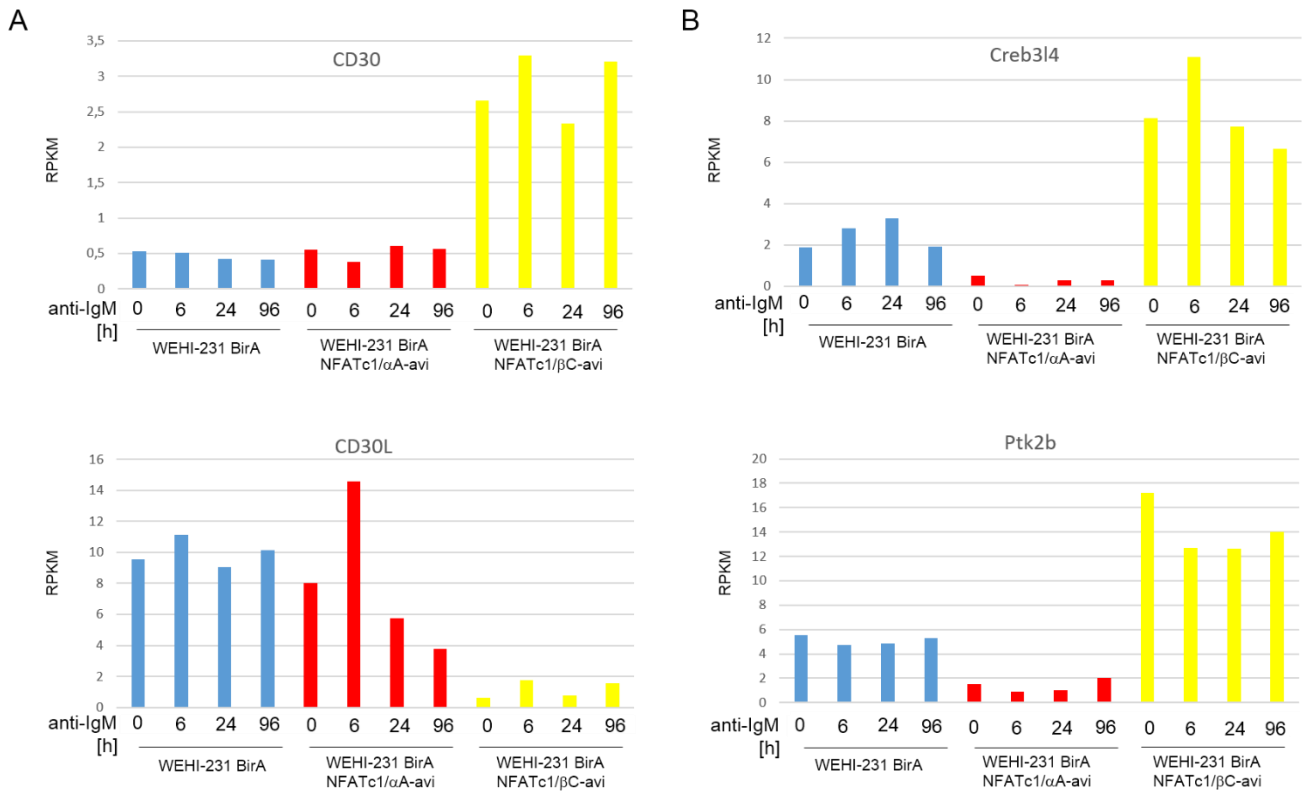 A
CD30
RPKM
3,5
3
2,5
2
1,5
1
0,5
0
anti-IgM
[h]
0 6 24 96 0 6 24 96 0 6 24 96
WEHI-231 BirA
WEHI-231 BirA
NFATc1/αA-avi
WEHI-231 BirA
NFATc1/βC-avi
CD30L
RPKM
16
14
12
10
8
6
4
2
0
anti-IgM
[h]
0 6 24 96 0 6 24 96 0 6 24 96
WEHI-231 BirA
WEHI-231 BirA
NFATc1/αA-avi
WEHI-231 BirA
NFATc1/βC-avi
B
Creb3l4
RPKM
12
10
8
6
4
2
0
anti-IgM
[h]
0 6 24 96 0 6 24 96 0 6 24 96
WEHI-231 BirA
WEHI-231 BirA
NFATc1/αA-avi
WEHI-231 BirA
NFATc1/βC-avi
Ptk2b
RPKM
20
18
16
14
12
10
8
6
4
2
0
anti-IgM
[h]
0 6 24 96 0 6 24 96 0 6 24 96
WEHI-231 BirA
WEHI-231 BirA
NFATc1/αA-avi
WEHI-231 BirA
NFATc1/βC-avi